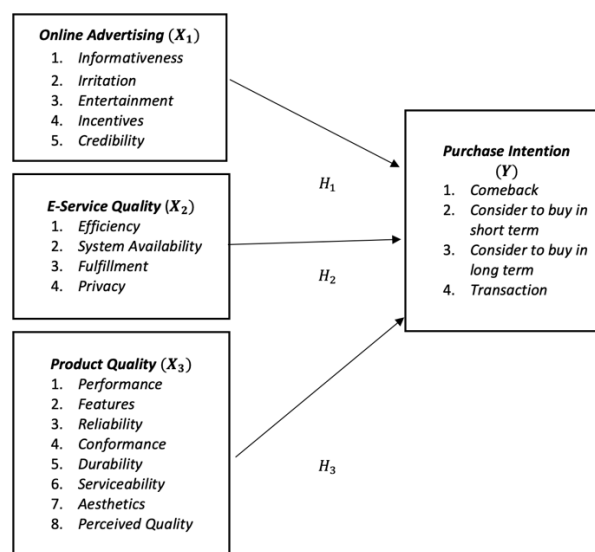 Online Advertising (X₁)
1. Informativeness
2. Irritation
3. Entertainment
4. Incentives
5. Credibility
E-Service Quality (X₂)
1. Efficiency
2. System Availability
3. Fulfillment
4. Privacy
Product Quality (X₃)
1. Performance
2. Features
3. Reliability
4. Conformance
5. Durability
6. Serviceability
7. Aesthetics
8. Perceived Quality
H₁
H₂
H₃
Purchase Intention
(Y)
1. Comeback
2. Consider to buy in
short term
3. Consider to buy in
long term
4. Transaction